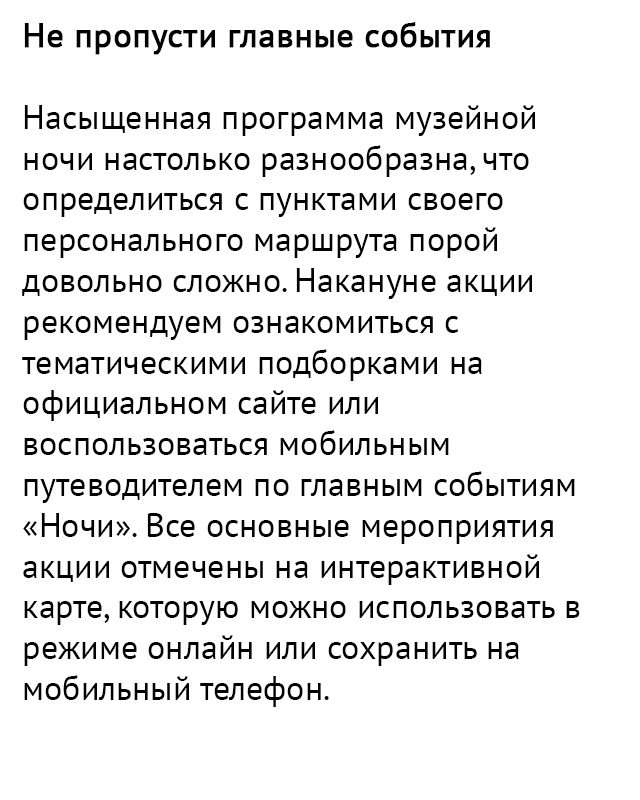 Не пропусти главные события
Насыщенная программа музейной
ночи настолько разнообразна, что
определиться с пунктами своего
персонального маршрута порой
довольно сложно. Накануне акции
рекомендуем ознакомиться с
тематическими подборками на
официальном сайте или
воспользоваться мобильным
путеводителем по главным событиям
«Ночи». Все основные мероприятия
акции отмечены на интерактивной
карте, которую можно использовать в
режиме онлайн или сохранить на
мобильный телефон.